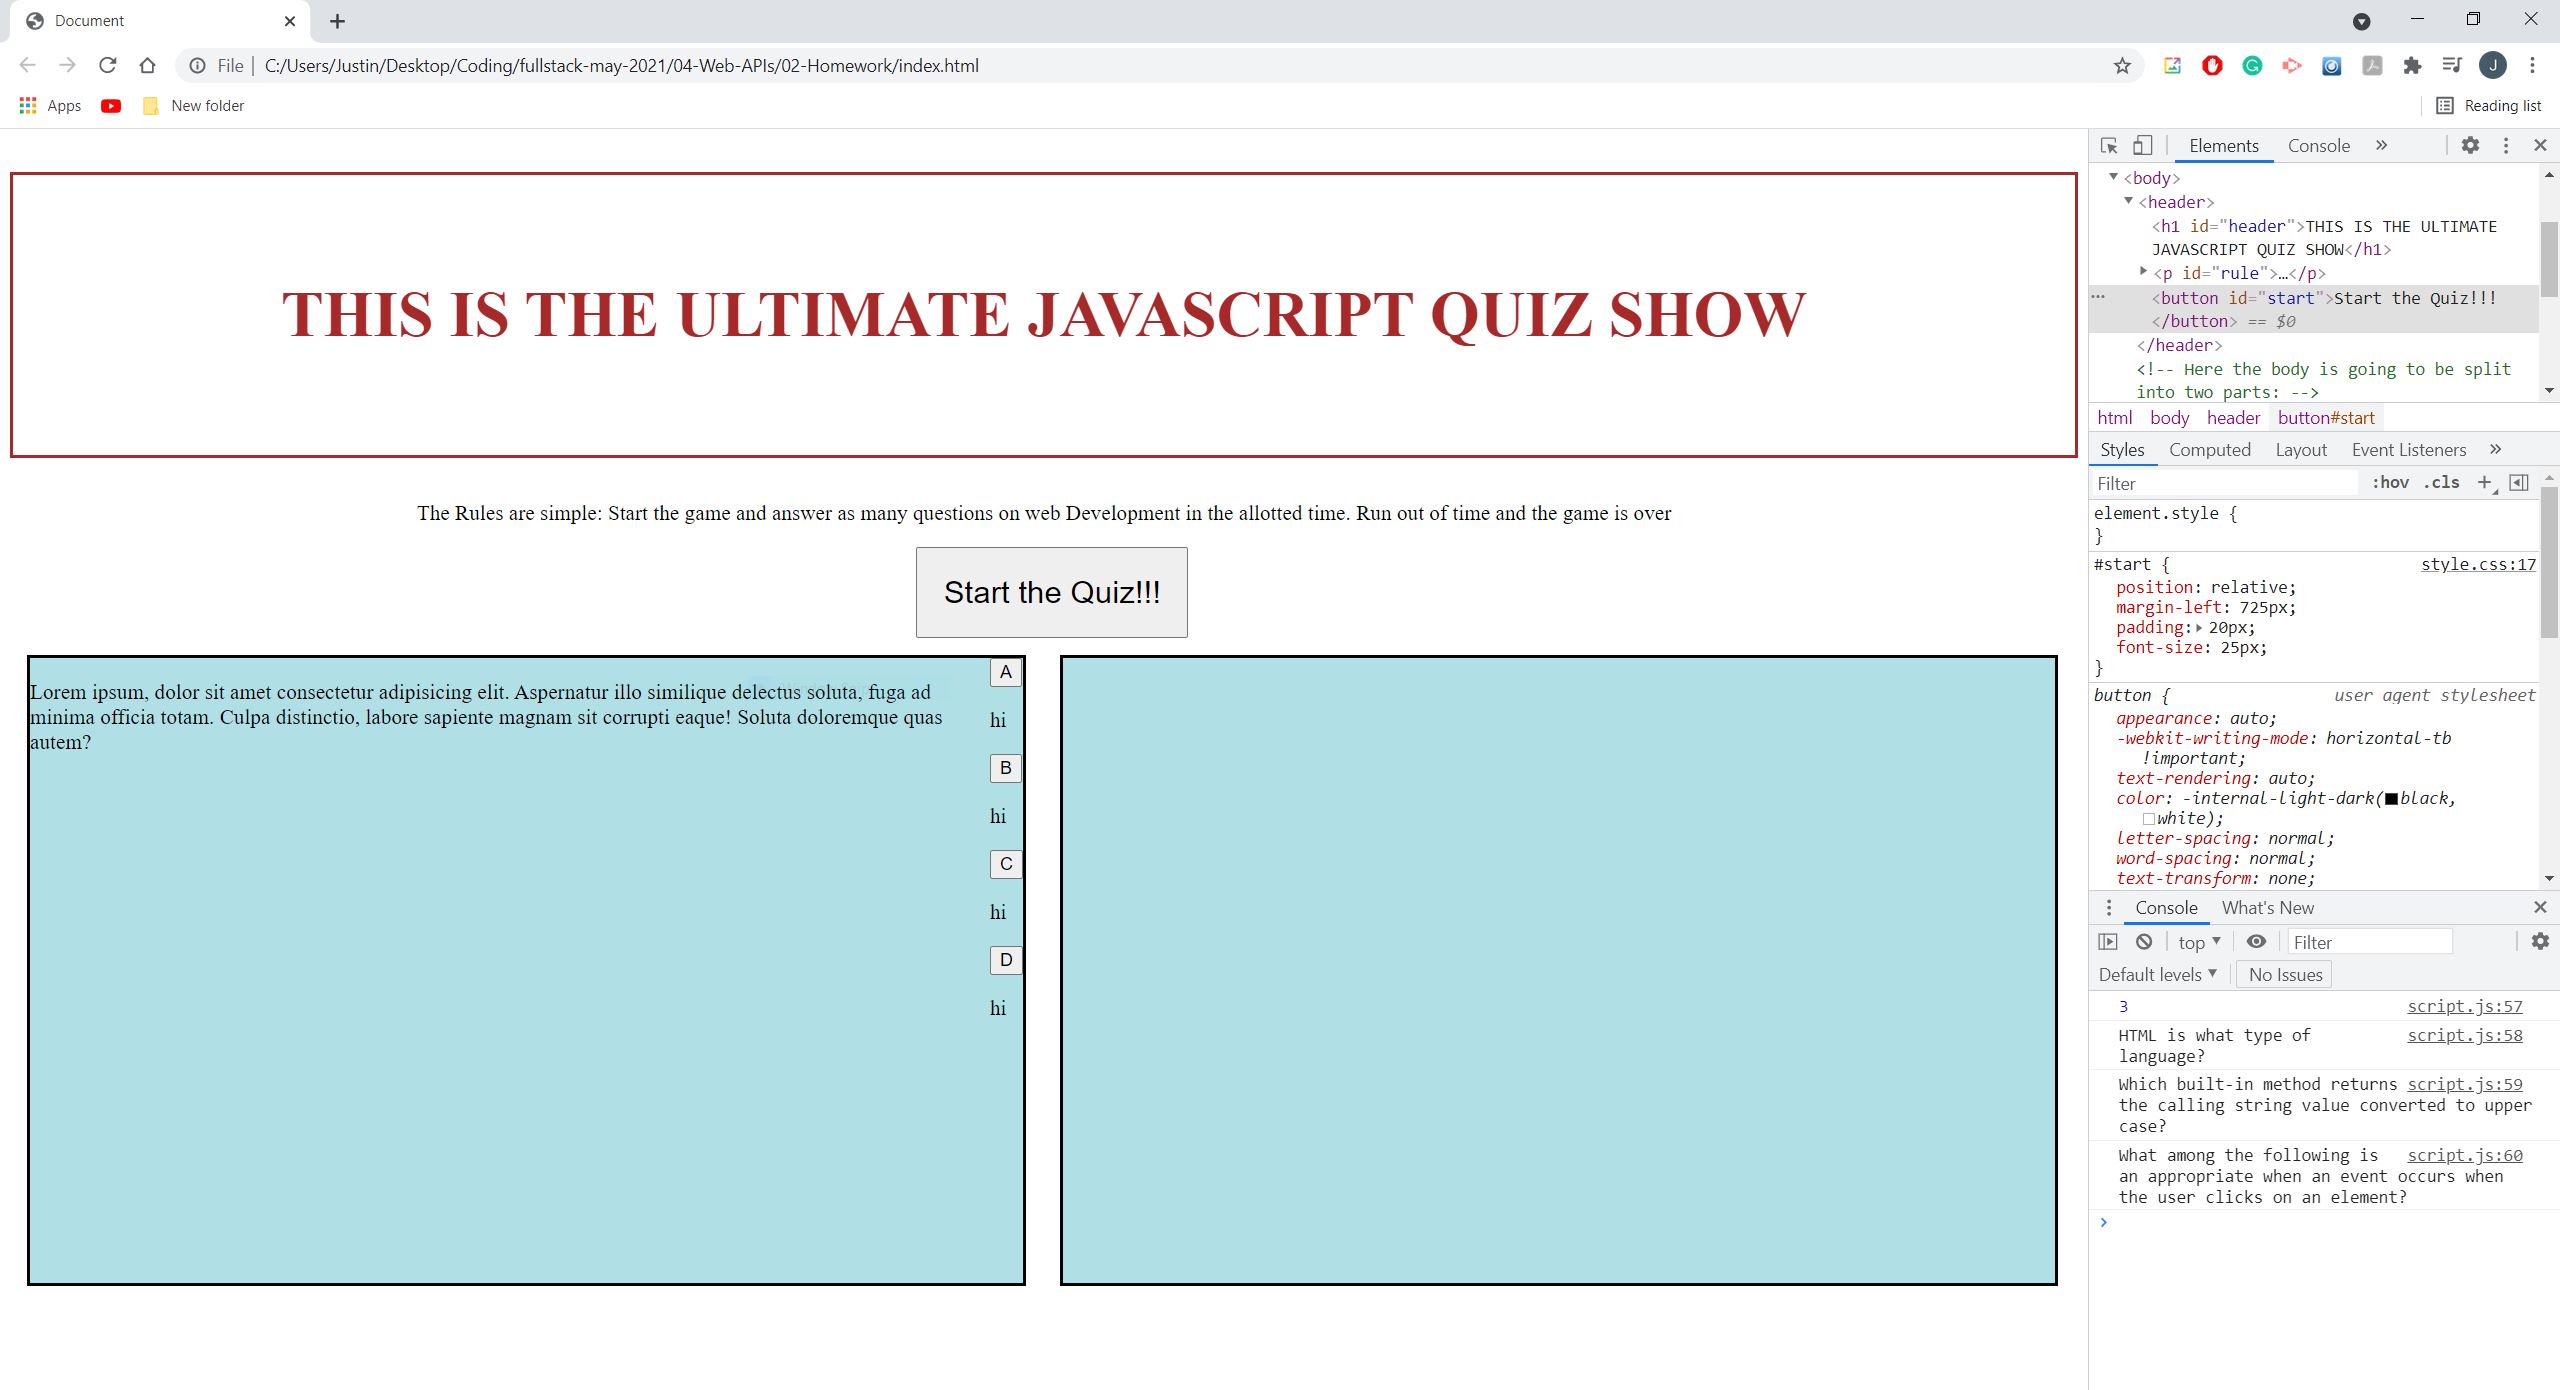 Document
File
C:/Users/Justin/Desktop/Coding/fullstack-may-2021/04-Web-APIs/02-Homework/index.html
J
Apps
New folder
Reading list
THIS IS THE ULTIMATE JAVASCRIPT QUIZ SHOW
The Rules are simple: Start the game and answer as many questions on web Development in the allotted time. Run out of time and the game is over
Start the Quiz!!!
Lorem ipsum, dolor sit amet consectetur adipisicing elit. Aspernatur illo similique delectus soluta, fuga ad
minima officia totam. Culpa distinctio, labore sapiente magnam sit corrupti eaque! Soluta doloremque quas
autem?
A
hi
B
hi
C
hi
D
hi
Elements Console »
<body>
<header>
<h1 id="header">THIS IS THE ULTIMATE
JAVASCRIPT QUIZ SHOW</h1>
<p id="rule">…</p>
<button id="start">Start the Quiz!!!
</button> == $0
</header>
<!-- Here the body is going to be split
into two parts: -->
html body header button#start
Styles Computed Layout Event Listeners »
Filter :hov .cls +
element.style {
}
#start { style.css:17
position: relative;
margin-left: 725px;
padding: 20px;
font-size: 25px;
}
button { user agent stylesheet
appearance: auto;
-webkit-writing-mode: horizontal-tb
!important;
text-rendering: auto;
color: -internal-light-dark(black,
white);
letter-spacing: normal;
word-spacing: normal;
text-transform: none;
Console What's New
top Filter
Default levels No Issues
3 script.js:57
HTML is what type of script.js:58
language?
Which built-in method returns script.js:59
the calling string value converted to upper
case?
What among the following is script.js:60
an appropriate when an event occurs when
the user clicks on an element?